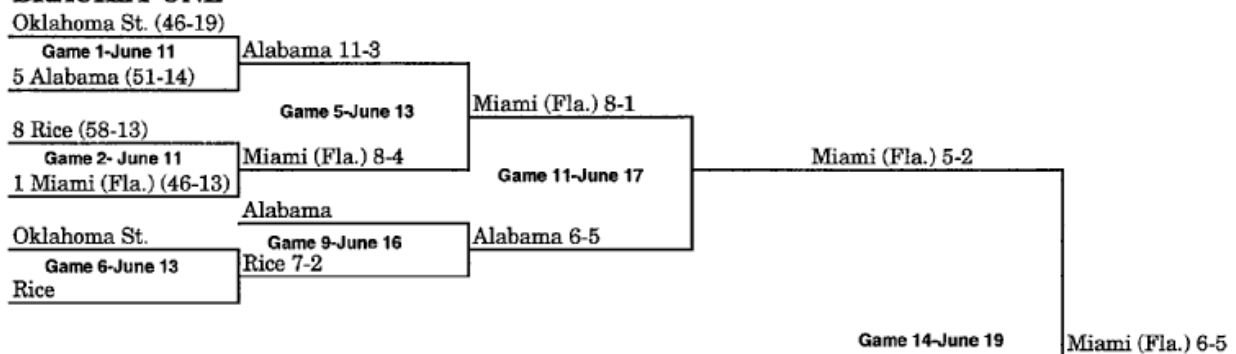 Oklahoma St. (46-19)
Game 1-June 11
5 Alabama (51-14)
Alabama 11-3
Game 5-June 13
8 Rice (58-13)
Game 2- June 11
1 Miami (Fla.) (46-13)
Miami (Fla.) 8-4
Miami (Fla.) 8-1
Game 11-June 17
Miami (Fla.) 5-2
Alabama
Oklahoma St.
Game 9-June 16
Alabama 6-5
Game 6-June 13
Rice 7-2
Rice
Game 14-June 19
Miami (Fla.) 6-5